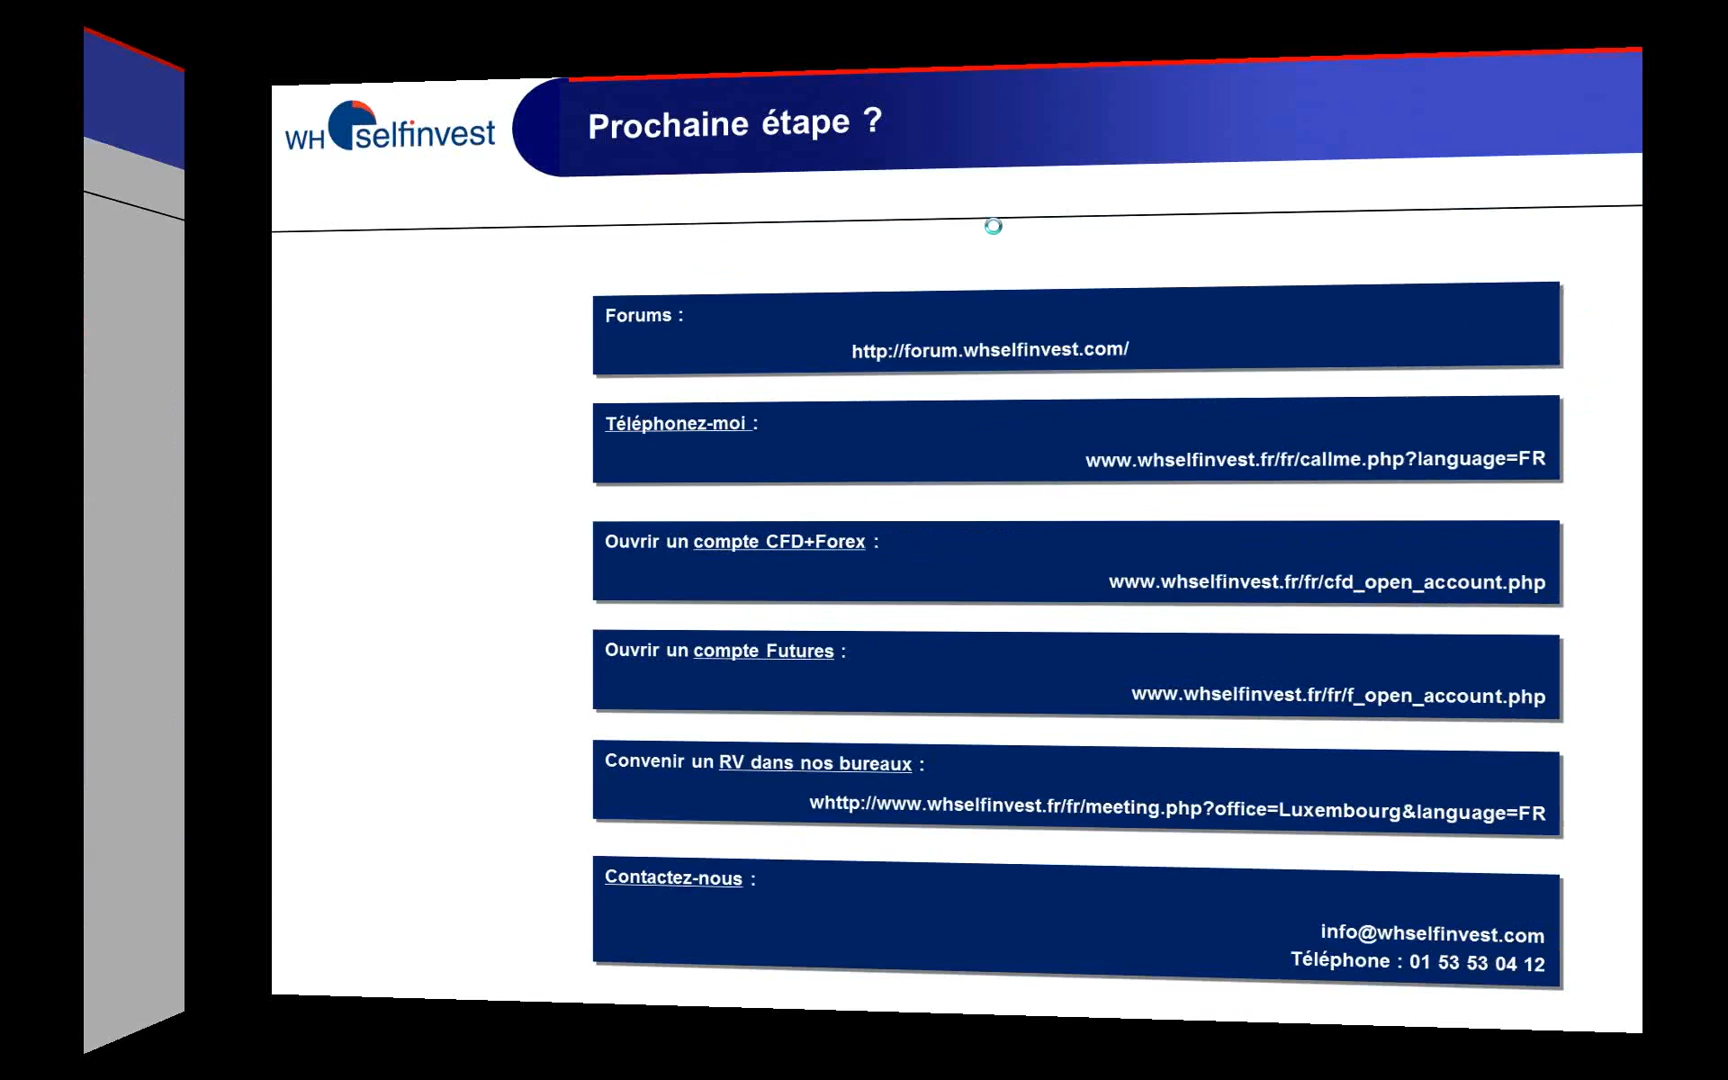 WHselfinvest
Prochaine étape ?
Forums :
http://forum.whselfinvest.com/
Téléphonez-moi :
www.whselfinvest.fr/fr/callme.php?language=FR
Ouvrir un compte CFD+Forex :
www.whselfinvest.fr/fr/cfd_open_account.php
Ouvrir un compte Futures :
www.whselfinvest.fr/fr/f_open_account.php
Convenir un RV dans nos bureaux :
whttp://www.whselfinvest.fr/fr/meeting.php?office=Luxembourg&language=FR
Contactez-nous :
info@whselfinvest.com
Téléphone : 01 53 53 04 12